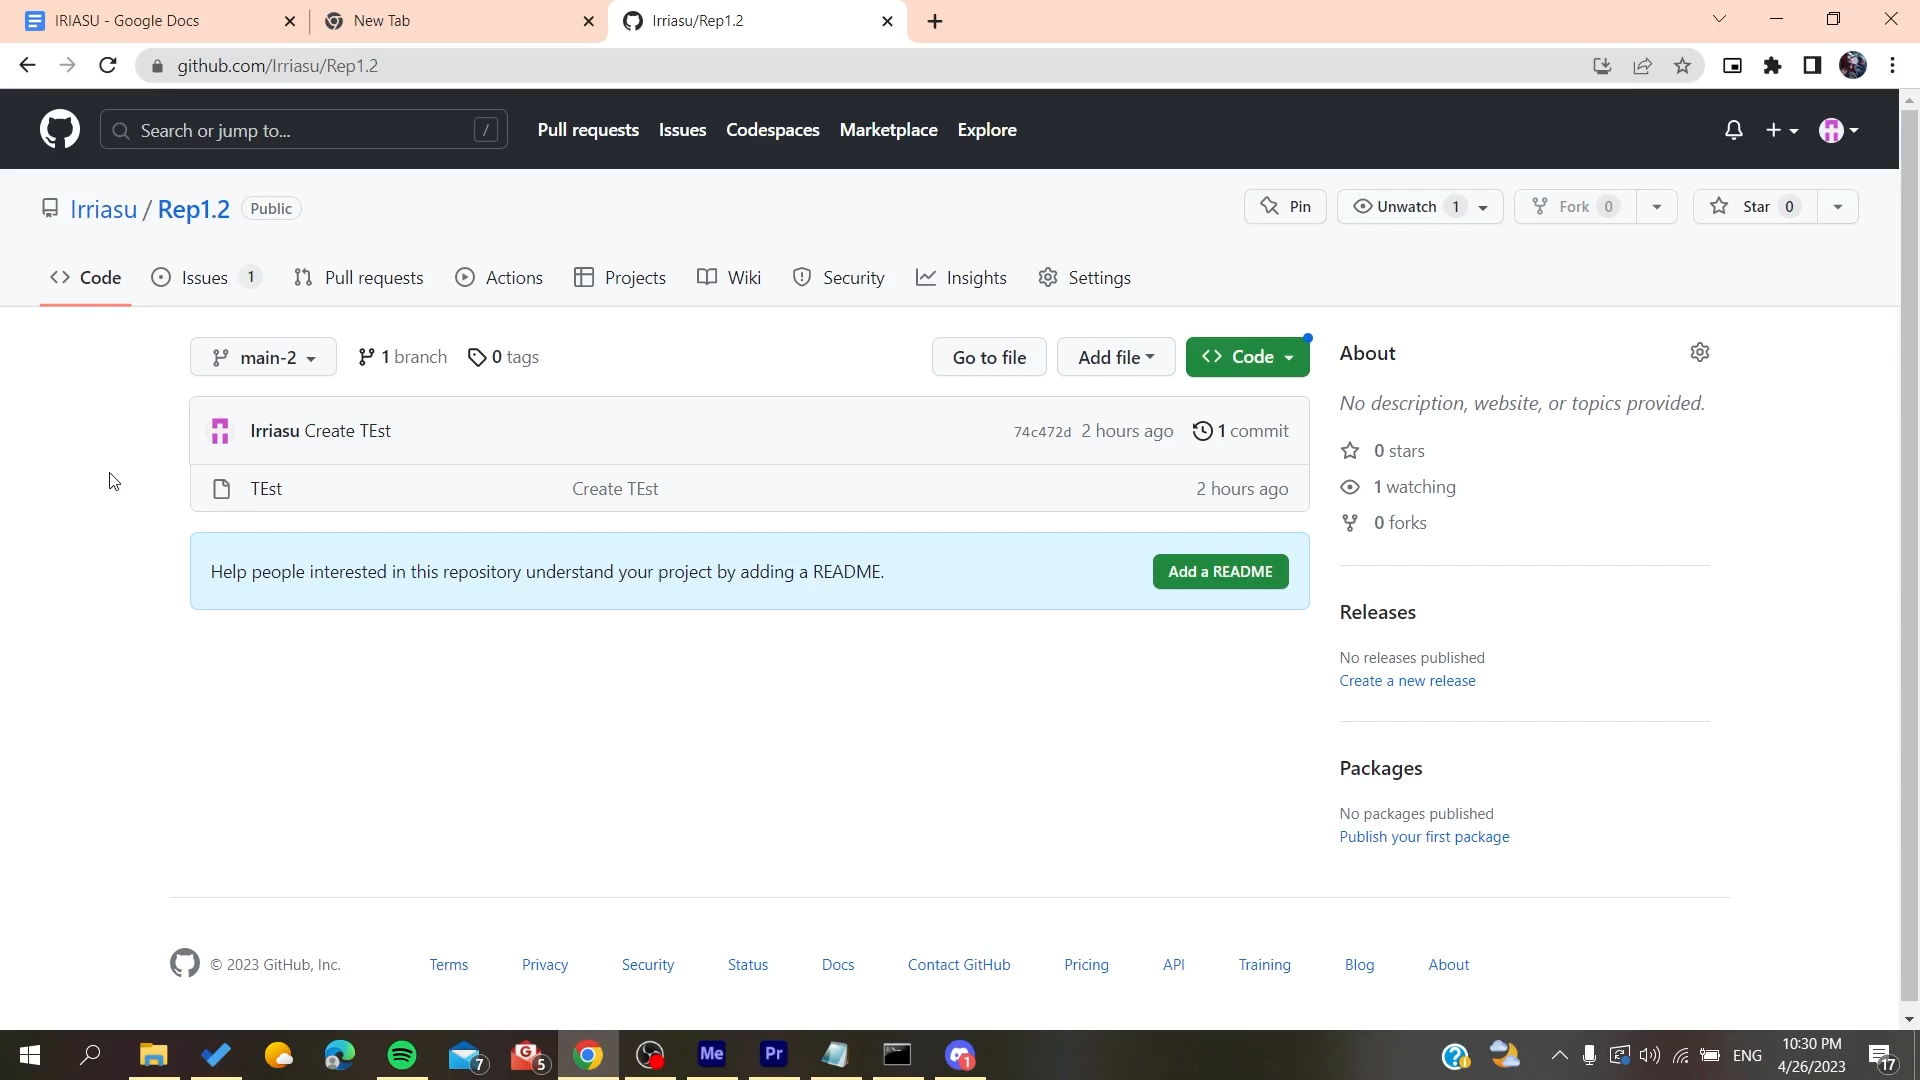 IRIASU - Google Docs
New Tab
Irriasu/Rep1.2
github.com/Irriasu/Rep1.2
Search or jump to...
/
Pull requests
Issues
Codespaces
Marketplace
Explore
Irriasu / Rep1.2
Public
Pin
Unwatch 1
Fork 0
Star 0
Code
Issues 1
Pull requests
Actions
Projects
Wiki
Security
Insights
Settings
main-2
1 branch
0 tags
Go to file
Add file
Code
Irriasu Create TEst
74c472d 2 hours ago
1 commit
TEst
Create TEst
2 hours ago
Help people interested in this repository understand your project by adding a README.
Add a README
About
No description, website, or topics provided.
0 stars
1 watching
0 forks
Releases
No releases published
Create a new release
Packages
No packages published
Publish your first package
© 2023 GitHub, Inc.
Terms
Privacy
Security
Status
Docs
Contact GitHub
Pricing
API
Training
Blog
About
7
G
5
Me
Pr
1
ENG
10:30 PM
4/26/2023
17